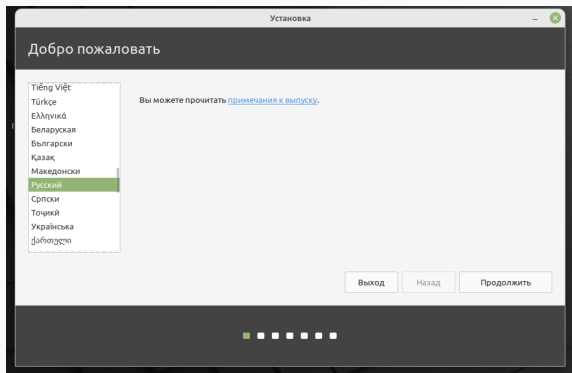 Установка
Добро пожаловать
Tiếng Việt
Türkçe
Ελληνικά
Беларуская
Български
Қазақ
Македонски
Русский
Српски
Тоҷикӣ
Українська
ქართული
Вы можете прочитать примечания к выпуску.
Выход
Назад
Продолжить